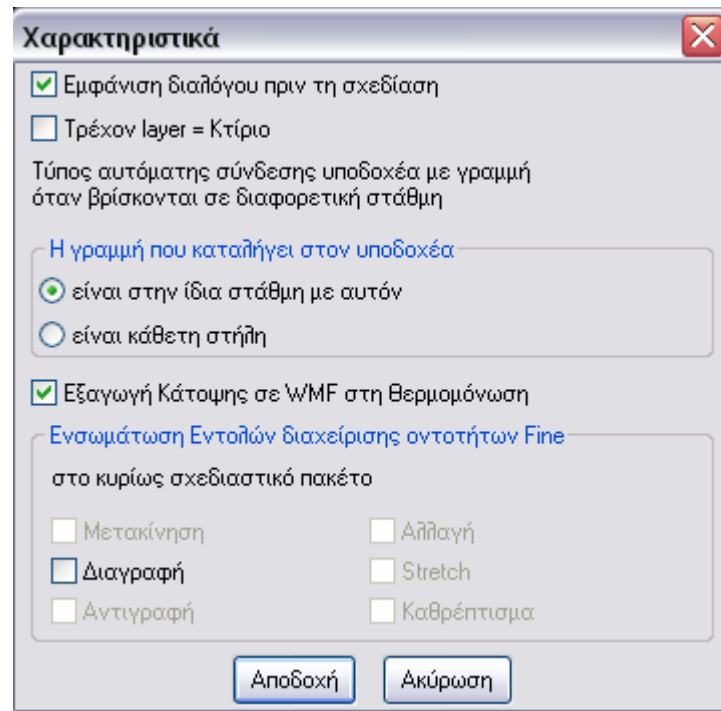 Χαρακτηριστικά
Εμφάνιση διαλόγου πριν τη σχεδίαση
Τρέχον layer = Κτίριο
Τύπος αυτόματης σύνδεσης υποδοχέα με γραμμή
όταν βρίσκονται σε διαφορετική στάθμη
Η γραμμή που καταλήγει στον υποδοχέα
είναι στην ίδια στάθμη με αυτόν
είναι κάθετη στήλη
Εξαγωγή Κάτοψης σε WMF στη Θερμομόνωση
Ενσωμάτωση Εντολών διαχείρισης οντοτήτων Fine
στο κυρίως σχεδιαστικό πακέτο
Μετακίνηση Αλλαγή
Διαγραφή Stretch
Αντιγραφή Καθρέπτισμα
Αποδοχή Ακύρωση